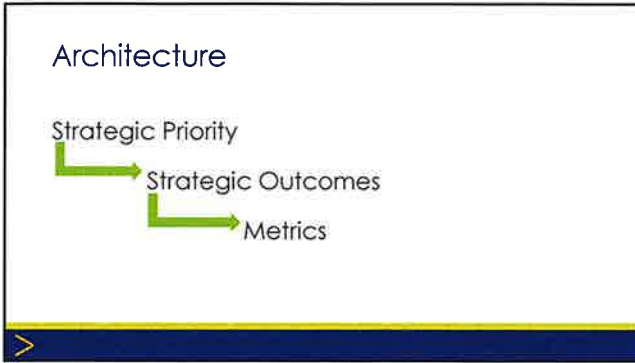 Architecture
Strategic Priority
Strategic Outcomes
Metrics